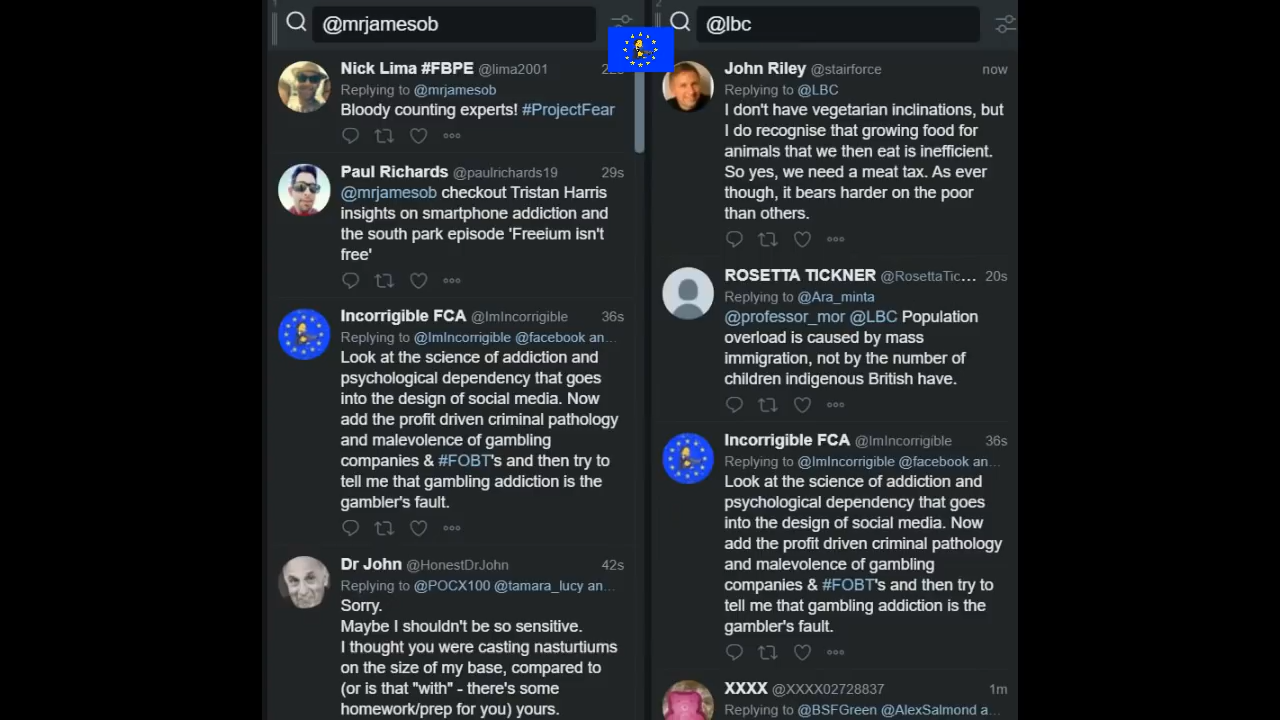 1
@mrjamesob
Nick Lima #FBPE @lima2001
Replying to @mrjamesob
Bloody counting experts! #ProjectFear
Paul Richards @paulrichards19 29s
@mrjamesob checkout Tristan Harris
insights on smartphone addiction and
the south park episode 'Freeium isn't
free'
Incorrigible FCA @ImIncorrigible 36s
Replying to @ImIncorrigible @facebook an...
Look at the science of addiction and
psychological dependency that goes
into the design of social media. Now
add the profit driven criminal pathology
and malevolence of gambling
companies & #FOBT's and then try to
tell me that gambling addiction is the
gambler's fault.
Dr John @HonestDrJohn 42s
Replying to @POCX100 @tamara_lucy an...
Sorry.
Maybe I shouldn't be so sensitive.
I thought you were casting nasturtiums
on the size of my base, compared to
(or is that "with" - there's some
homework/prep for you) yours.
2
@lbc
John Riley @stairforce now
Replying to @LBC
I don't have vegetarian inclinations, but
I do recognise that growing food for
animals that we then eat is inefficient.
So yes, we need a meat tax. As ever
though, it bears harder on the poor
than others.
ROSETTA TICKNER @RosettaTic... 20s
Replying to @Ara_minta
@professor_mor @LBC Population
overload is caused by mass
immigration, not by the number of
children indigenous British have.
Incorrigible FCA @ImIncorrigible 36s
Replying to @ImIncorrigible @facebook an...
Look at the science of addiction and
psychological dependency that goes
into the design of social media. Now
add the profit driven criminal pathology
and malevolence of gambling
companies & #FOBT's and then try to
tell me that gambling addiction is the
gambler's fault.
XXXX @XXXX02728837 1m
Replying to @BSFGreen @AlexSalmond a...